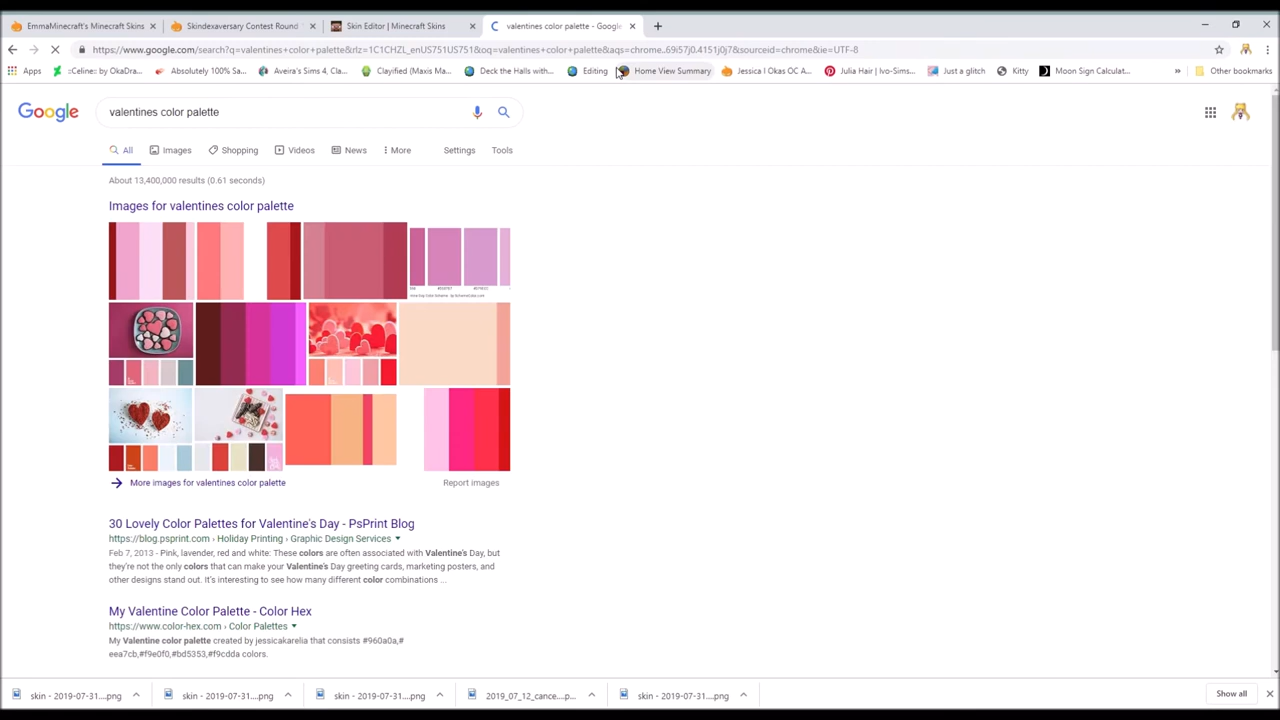 EmmaMinecraft's Minecraft Skins
Skindexaversary Contest Round
Skin Editor | Minecraft Skins
valentines color palette - Google
https://www.google.com/search?q=valentines+color+palette&rlz=1C1CHZL_enUS751US751&oq=valentines+color+palette&aqs=chrome..69i57j0.4151j0j7&sourceid=chrome&ie=UTF-8
Apps ::Celine:: by OkaDra... Absolutely 100% Sa... Aveira's Sims 4, Cla... Clayified (Maxis Ma... Deck the Halls with... Editing Home View Summary Jessica I Okas OC A... Julia Hair | Ivo-Sims... Just a glitch Kitty Moon Sign Calculat... » Other bookmarks
Google
valentines color palette
All Images Shopping Videos News More Settings Tools
About 13,400,000 results (0.61 seconds)
Images for valentines color palette
More images for valentines color palette
Report images
30 Lovely Color Palettes for Valentine's Day - PsPrint Blog
https://blog.psprint.com › Holiday Printing › Graphic Design Services
Feb 7, 2013 - Pink, lavender, red and white: These colors are often associated with Valentine's Day, but
they're not the only colors that can make your Valentine's Day greeting cards, marketing posters, and
other designs stand out. It's interesting to see how many different color combinations ...
My Valentine Color Palette - Color Hex
https://www.color-hex.com › Color Palettes
My Valentine color palette created by jessicakarelia that consists #960a0a,#
eea7cb,#f9e0f0,#bd5353,#f9cdda colors.
skin - 2019-07-31....png
skin - 2019-07-31....png
skin - 2019-07-31....png
2019_07_12_cance....p...
skin - 2019-07-31....png
Show all